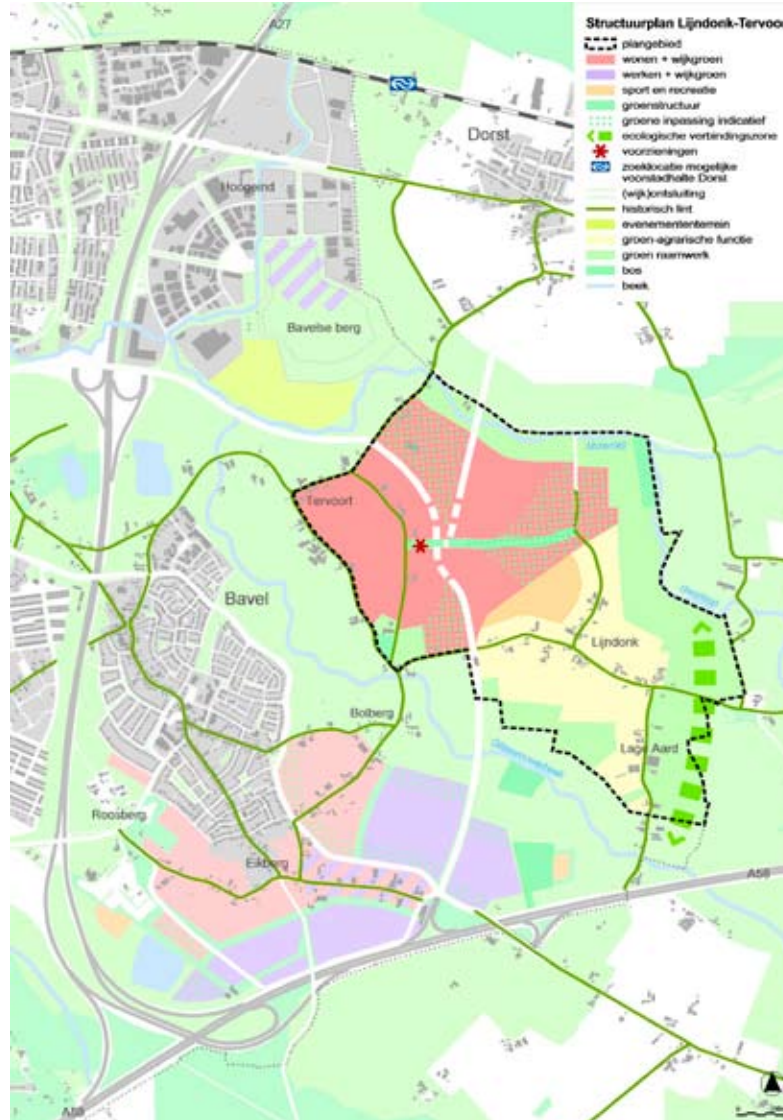 Structuurplan Lijndonk-Tervoor
plangebied
wonen + wijkgroen
werken + wijkgroen
sport en recreatie
groenstructuur
groene inpassing indicatief
ecologische verbindingszone
voorzieningen
zoeklocatie mogelijke
voorstadhalte Dorst
(wijk)ontsluiting
historisch lint
evenemententerrein
groen-agrarische functie
groen raamwerk
bos
beek
A27
Dorst
Hoogeind
Bavelse berg
Tervoort
Bavel
Lijndonk
Bolberg
Lage Aard
Roosberg
Eikberg
A58
A58